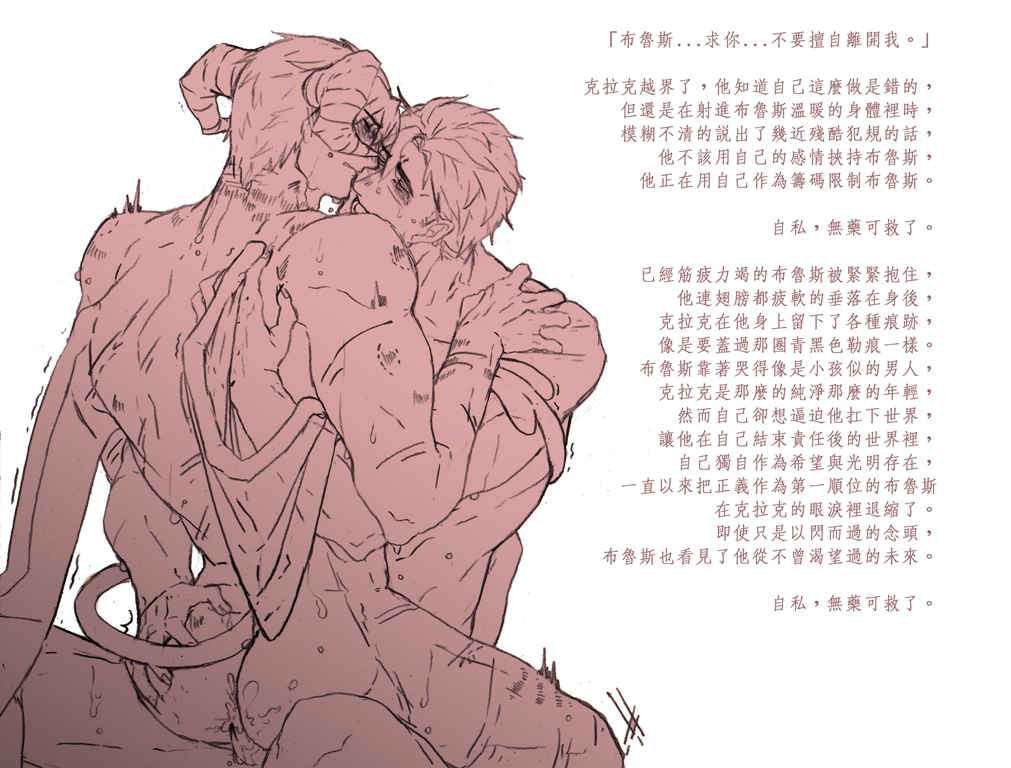 「布魯斯...求你...不要擅自離開我。」
克拉克越界了，他知道自己這麼做是錯的，
但還是在射進布魯斯溫暖的身體裡時，
模糊不清的說出了幾近殘酷犯規的話，
他不該用自己的感情挾持布魯斯，
他正在用自己作為籌碼限制布魯斯。
自私，無藥可救了。
已經筋疲力竭的布魯斯被緊緊抱住，
他連翅膀都疲軟的垂落在身後，
克拉克在他身上留下了各種痕跡，
像是要蓋過那圈青黑色勒痕一樣。
布魯斯靠著哭得像是小孩似的男人，
克拉克是那麼的純淨那麼的年輕，
然而自己卻想逼迫他扛下世界，
讓他在自己結束責任後的世界裡，
自己獨自作為希望與光明存在，
一直以來把正義作為第一順位的布魯斯
在克拉克的眼淚裡退縮了。
即使只是以閃而過的念頭，
布魯斯也看見了他從不曾渴望過的未來。
自私，無藥可救了。